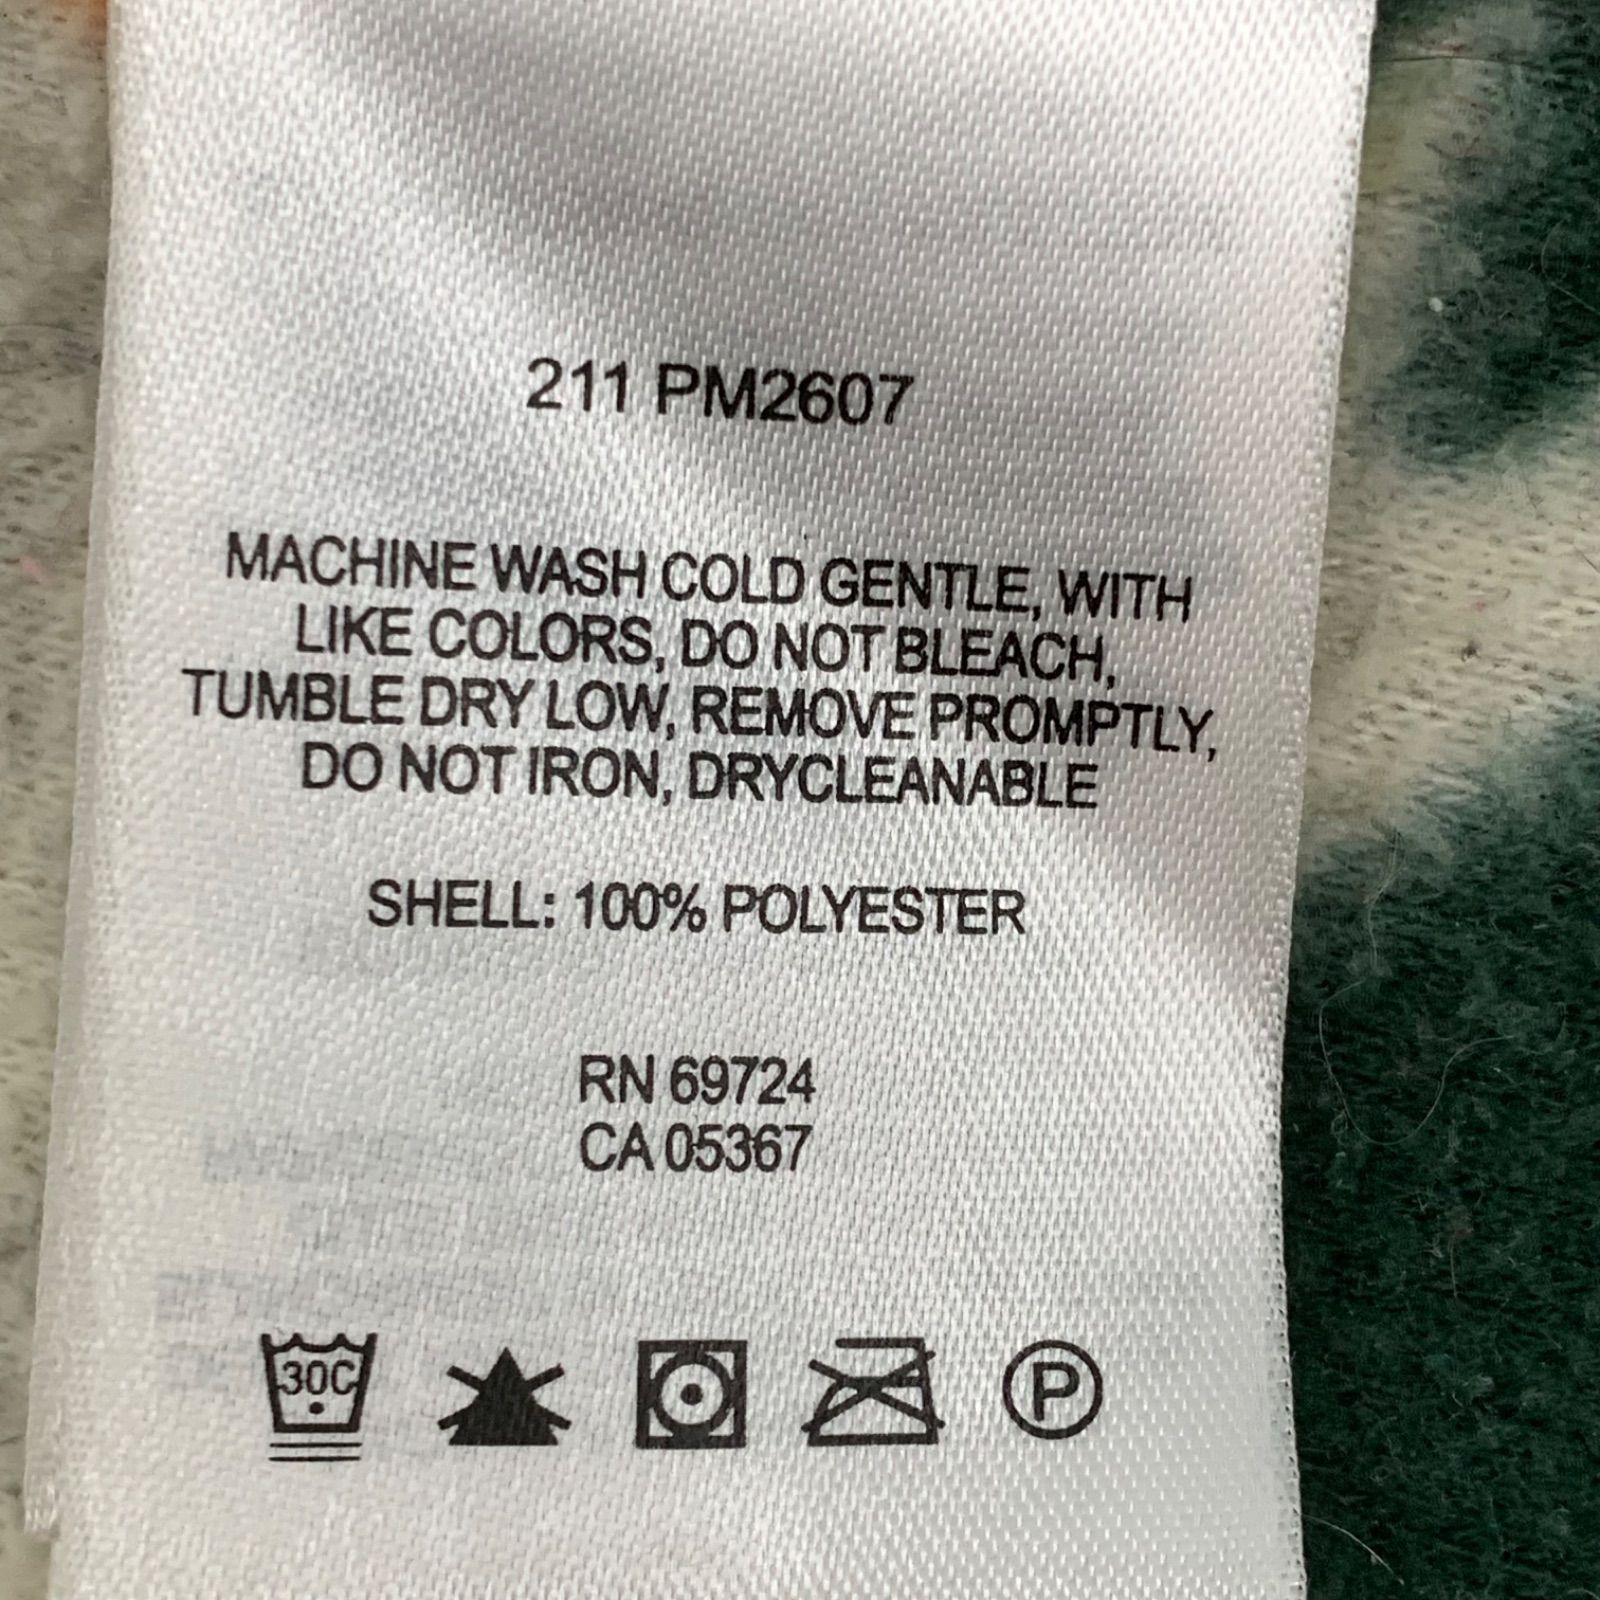 211 PM2607
MACHINE WASH COLD GENTLE, WITH
LIKE COLORS, DO NOT BLEACH,
TUMBLE DRY LOW, REMOVE PROMPTLY,
DO NOT IRON, DRYCLEANABLE
SHELL: 100% POLYESTER
RN 69724
CA 05367
30C P